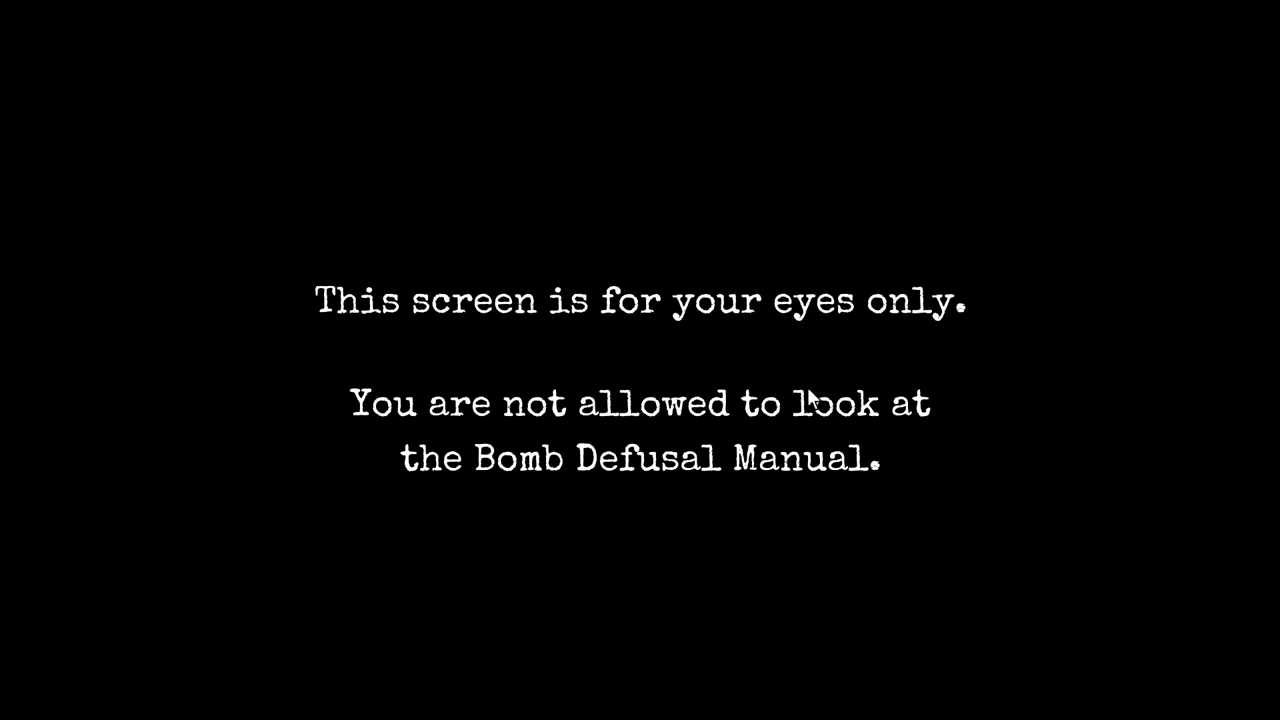 This screen is for your eyes only.
You are not allowed to look at
the Bomb Defusal Manual.